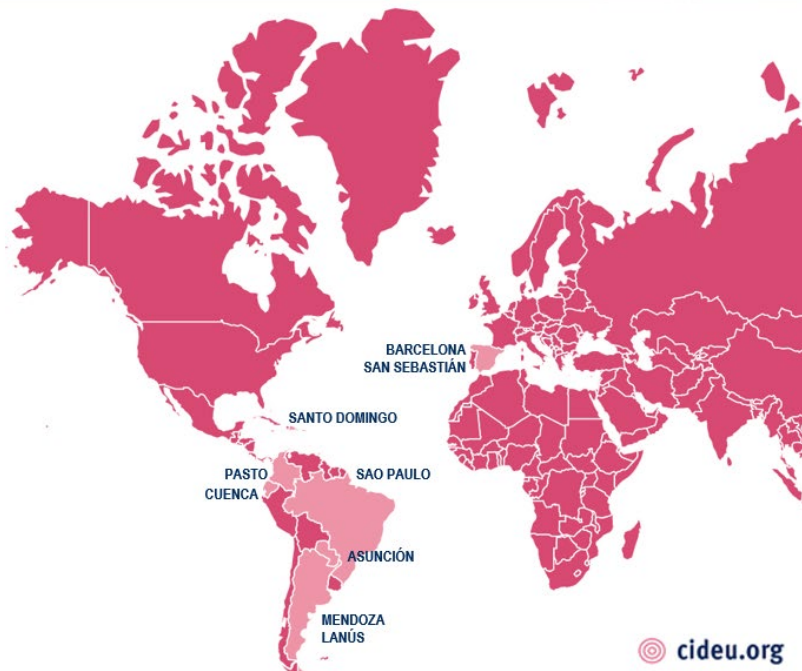 BARCELONA
SAN SEBASTIÁN
SANTO DOMINGO
PASTO
SAO PAULO
CUENCA
ASUNCIÓN
MENDOZA
LANÚS
cideu.org